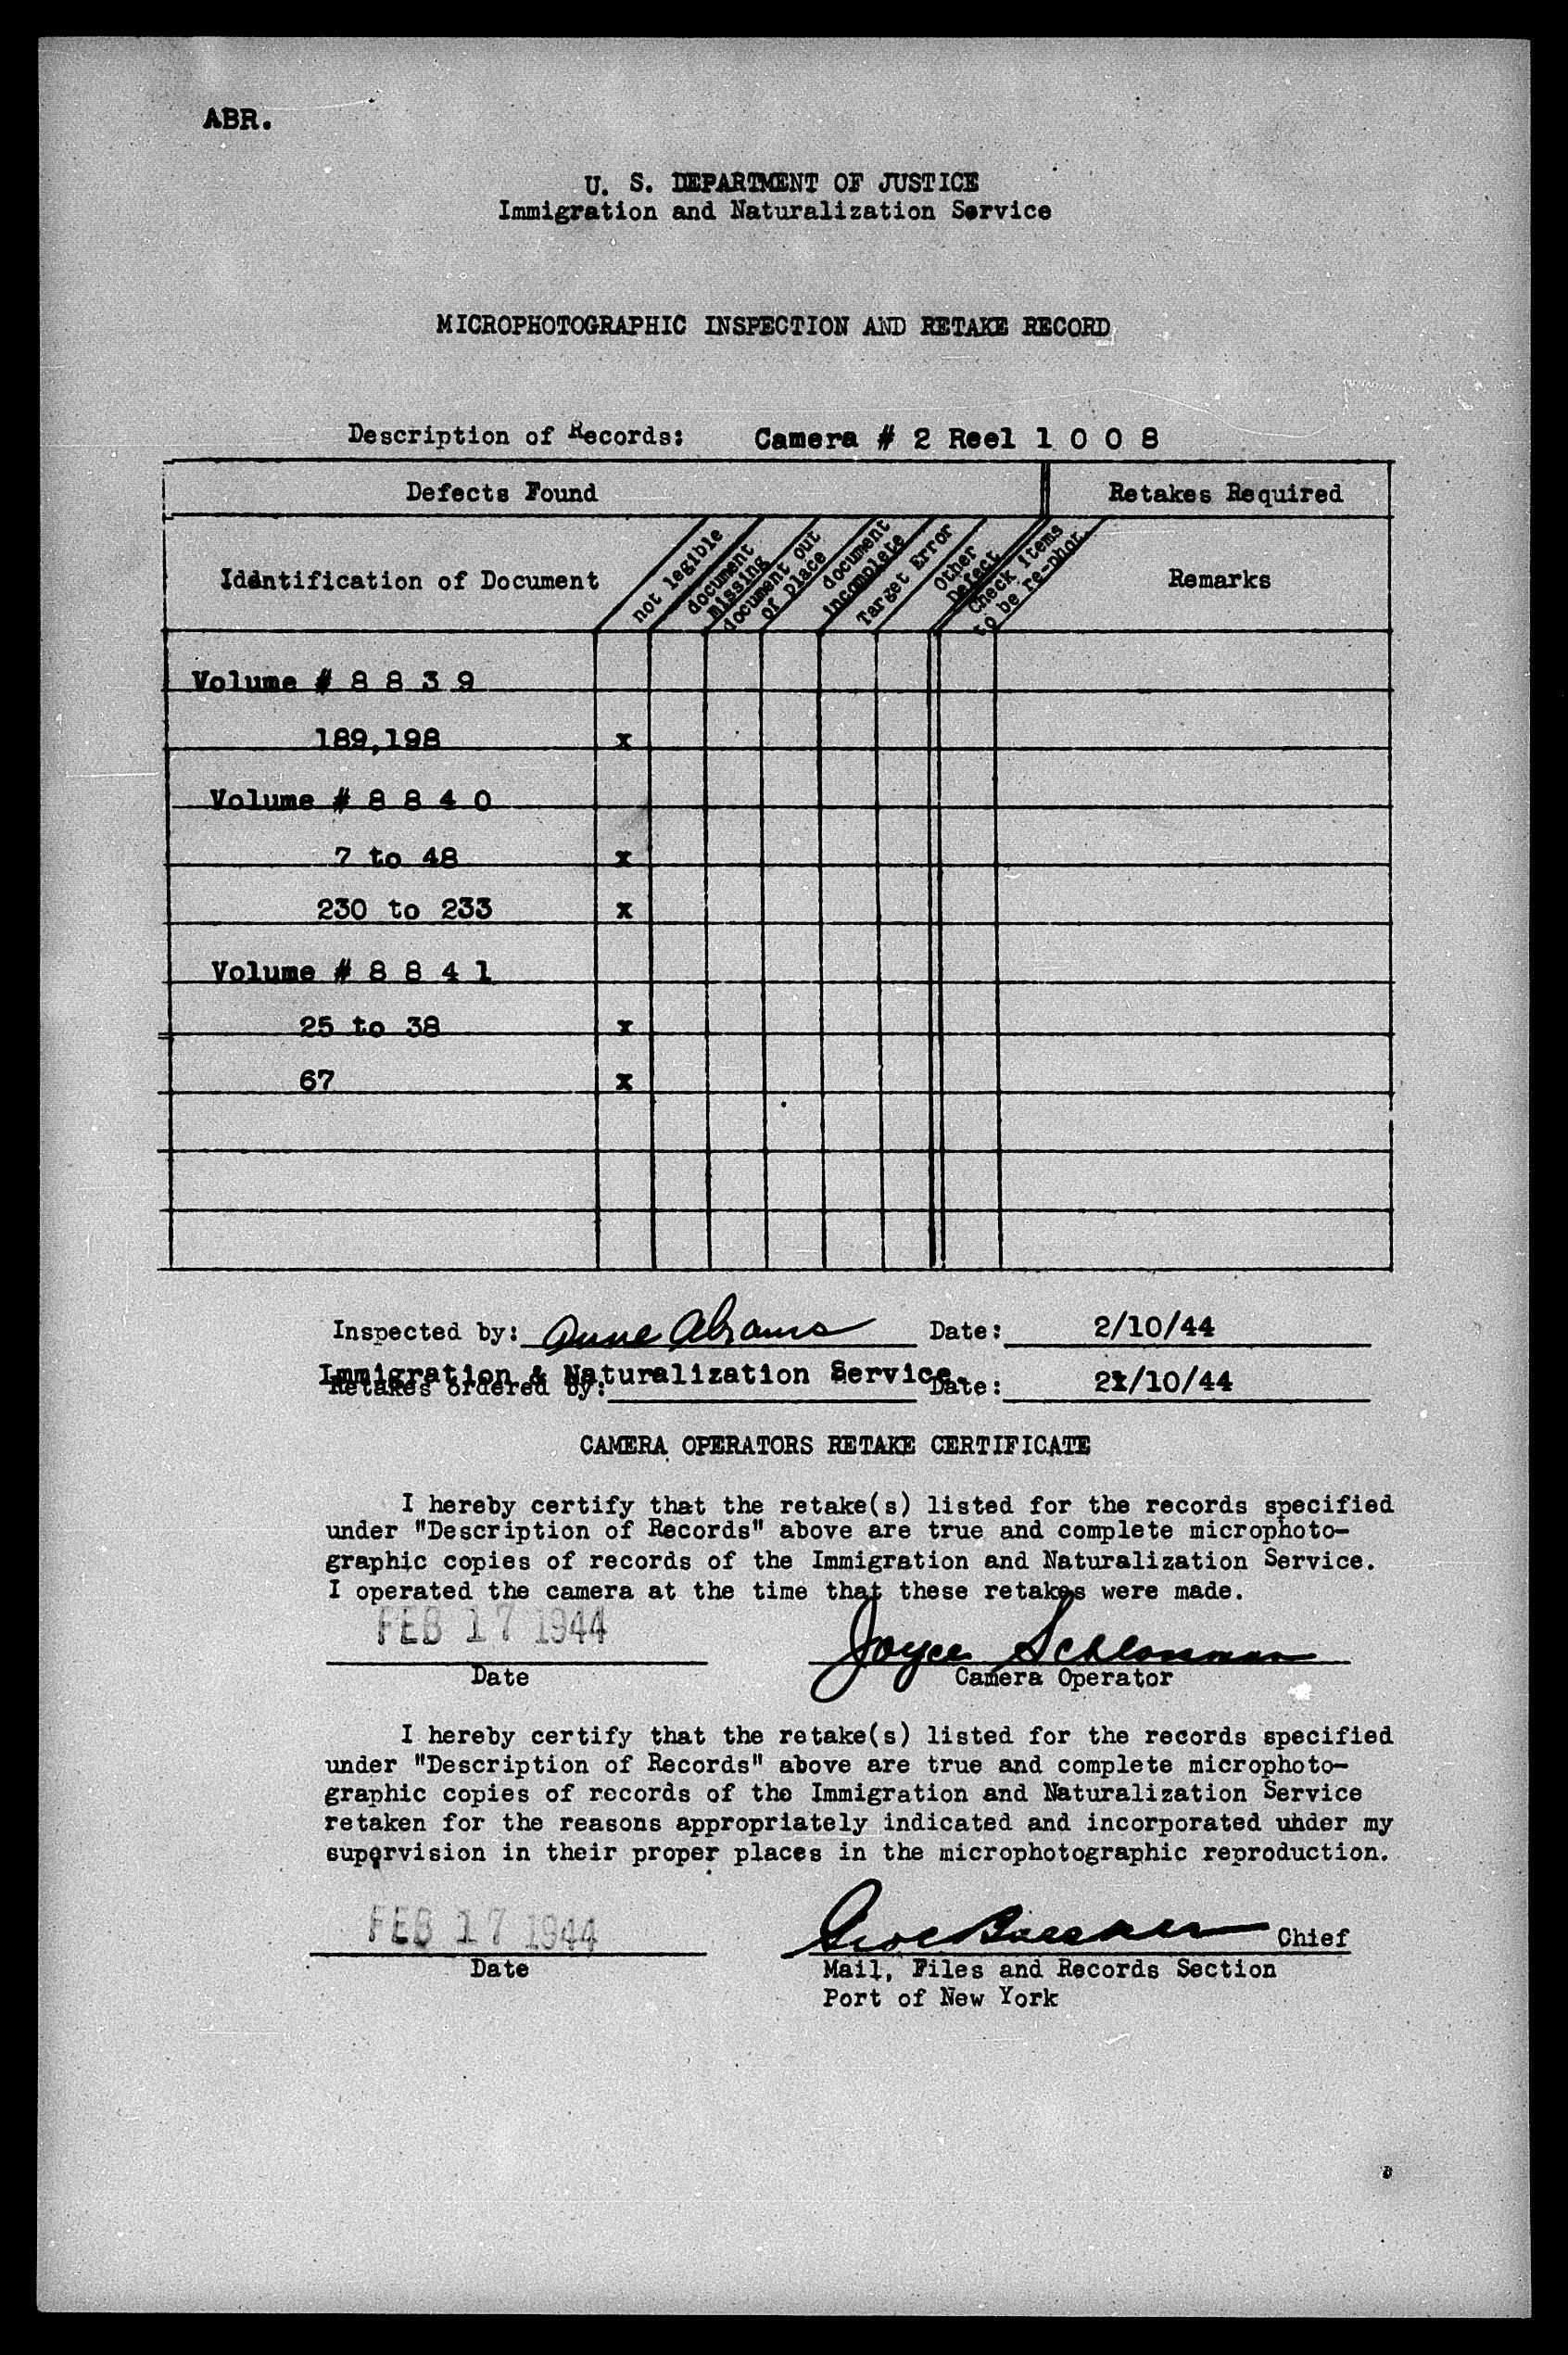 ABR.
U. S. DEPARTMENT OF JUSTICE
Immigration and Naturalization Service
MICROPHOTOGRAPHIC INSPECTION AND RETAKE RECORD
Description of Records: Camera # 2 Reel 1 0 0 8
Defects Found Retakes Required
Identification of Document not legible document missing document out of place document incomplete Target Error Other Defect Check items to be re-phot. Remarks
Volume # 8 8 3 9
189,198 x
Volume # 8 8 4 0
7 to 48 x
230 to 233 x
Volume # 8 8 4 1
25 to 38 x
67 x
Inspected by: Anne Abrams Date: 2/10/44
Immigration & Naturalization Service.
Retakes ordered by: Date: 2/10/44
CAMERA OPERATORS RETAKE CERTIFICATE
I hereby certify that the retake(s) listed for the records specified
under "Description of Records" above are true and complete microphoto-
graphic copies of records of the Immigration and Naturalization Service.
I operated the camera at the time that these retakes were made.
FEB 17 1944 Joyce Schlosman
Date Camera Operator
I hereby certify that the retake(s) listed for the records specified
under "Description of Records" above are true and complete microphoto-
graphic copies of records of the Immigration and Naturalization Service
retaken for the reasons appropriately indicated and incorporated under my
supervision in their proper places in the microphotographic reproduction.
FEB 17 1944 Chief
Date Mail, Files and Records Section
Port of New York